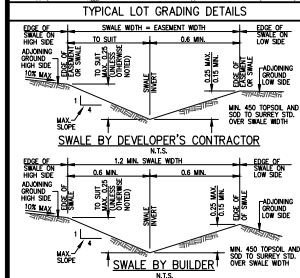 TYPICAL LOT GRADING DETAILS
EDGE OF
SWALE ON
HIGH SIDE
SWALE WIDTH = EASEMENT WIDTH
EDGE OF
SWALE ON
LOW SIDE
TO SUIT
0.6 MIN.
ADJOINING
GROUND
HIGH SIDE
10% MAX
EDGE OF
EASEMENT
OR SWALE
TO SUIT
MAX. 0.25
(UNLESS
OTHERWISE
NOTED)
SWALE
INVERT
0.25 MAX.
0.15 MIN.
EDGE OF
EASEMENT
OR SWALE
ADJOINING
GROUND
LOW SIDE
1
4
MAX.
SLOPE
MIN. 450 TOPSOIL AND
SOD TO SURREY STD.
OVER SWALE WIDTH
SWALE BY DEVELOPER'S CONTRACTOR
N.T.S.
EDGE OF
SWALE ON
HIGH SIDE
1.2 MIN. SWALE WIDTH
EDGE OF
SWALE ON
LOW SIDE
0.6 MIN.
0.6 MIN.
ADJOINING
GROUND
HIGH SIDE
10% MAX
EDGE OF
SWALE
TO SUIT
MAX. 0.25
(UNLESS
OTHERWISE
NOTED)
SWALE
INVERT
0.25 MAX.
0.15 MIN.
EDGE OF
SWALE
ADJOINING
GROUND
LOW SIDE
1
4
MAX.
SLOPE
MIN. 450 TOPSOIL AND
SOD TO SURREY STD.
OVER SWALE WIDTH
SWALE BY BUILDER
N.T.S.